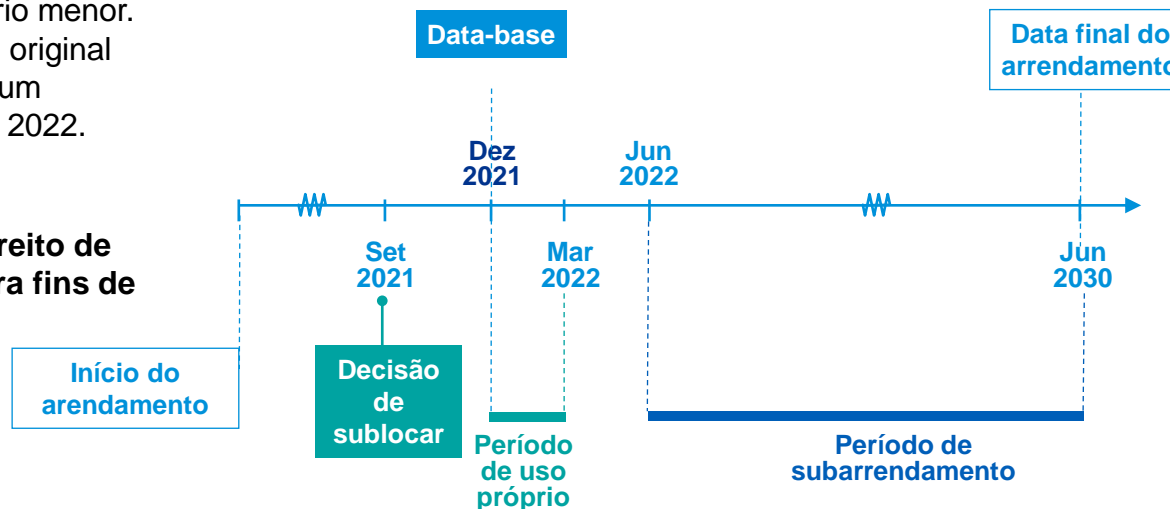 rio menor.
original
um
2022.
reito de
ra fins de
Data-base
Data final do
arrendamento
Dez
2021
Jun
2022
Set
2021
Mar
2022
Jun
2030
Início do
arendamento
Decisão
de
sublocar
Período
de uso
próprio
Período de
subarrendamento